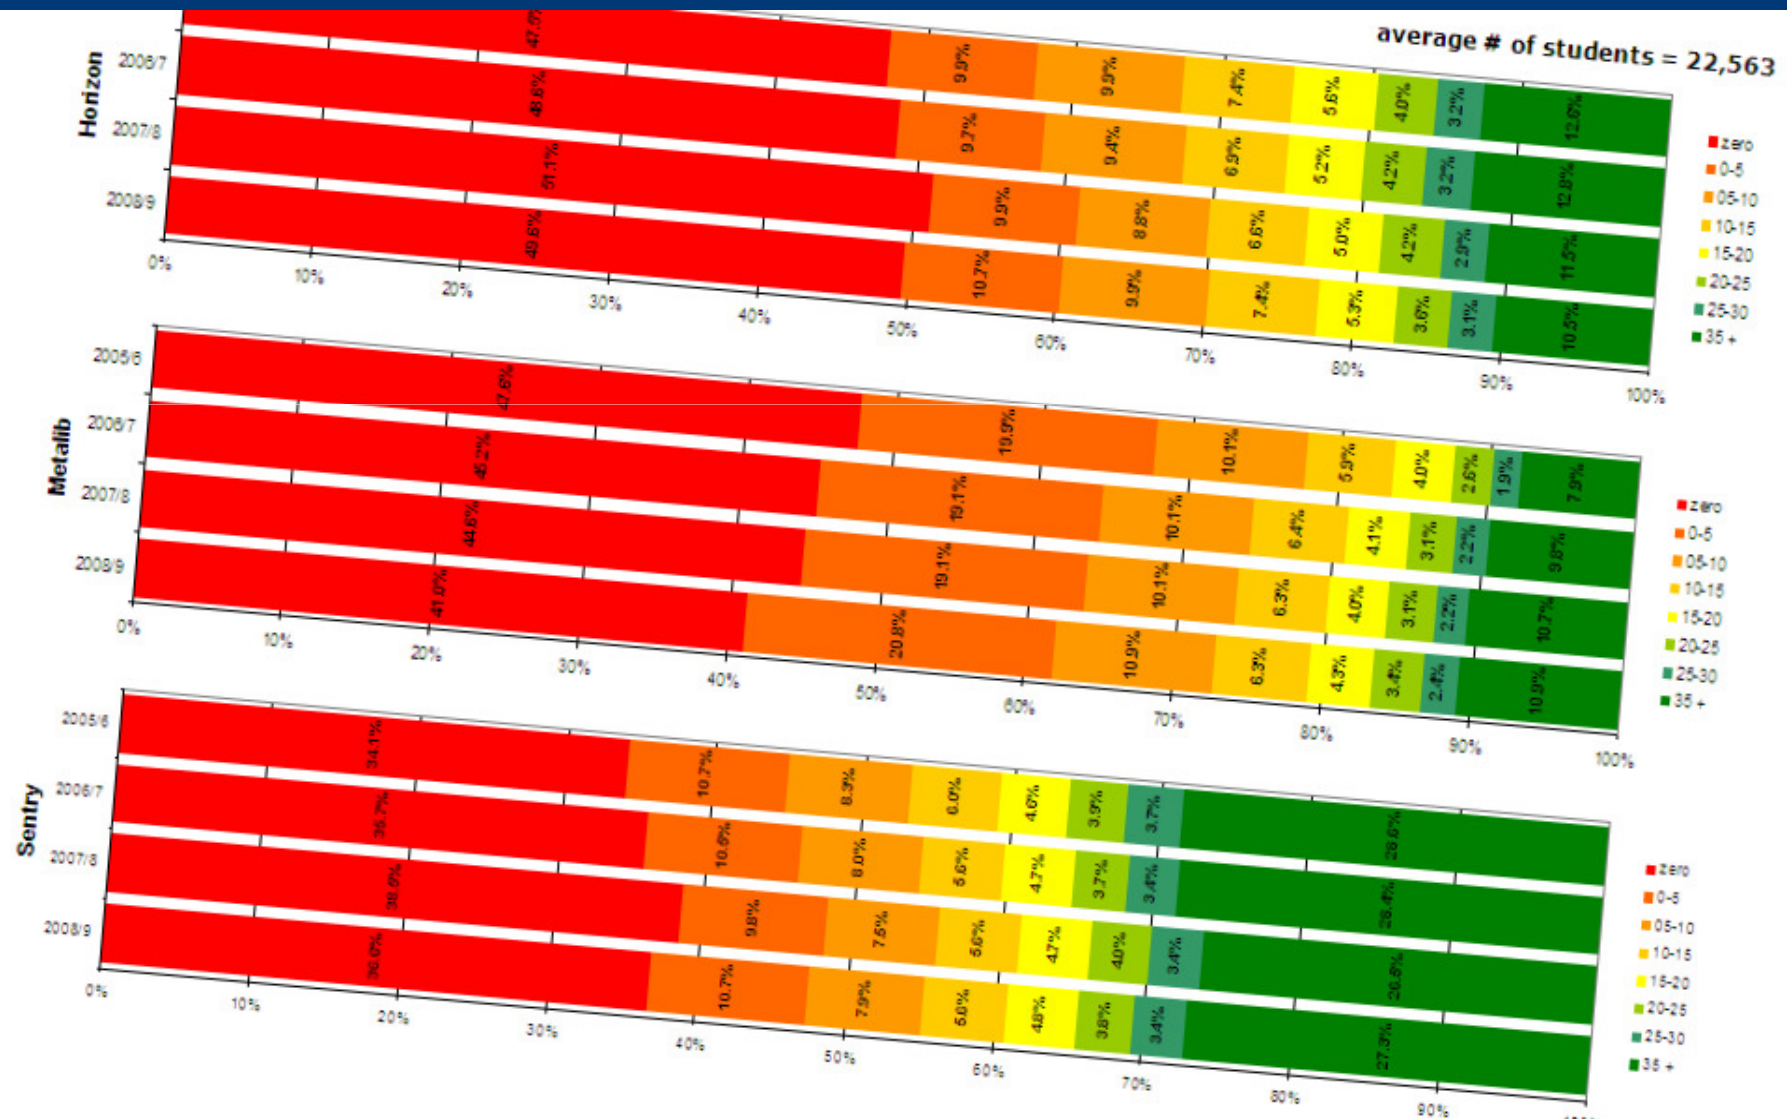 average # of students = 22,563
Horizon
2006/7
2007/8
2008/9
9.9% 9.9% 7.4% 5.6% 4.0% 3.2% 12.6%
48.6% 9.7% 9.4% 6.9% 5.2% 4.2% 3.2% 12.8%
51.1% 9.9% 8.8% 6.6% 5.0% 4.2% 2.9% 11.5%
49.6% 10.7% 9.9% 7.4% 5.3% 3.6% 3.1% 10.5%
0% 10% 20% 30% 40% 50% 60% 70% 80% 90% 100%
zero
0-5
05-10
10-15
15-20
20-25
25-30
35 +
Metalib
2005/6
2006/7
2007/8
2008/9
47.6% 19.9% 10.1% 5.9% 4.0% 2.6% 1.9% 7.9%
45.2% 19.1% 10.1% 6.4% 4.1% 3.1% 2.2% 9.8%
44.6% 19.1% 10.1% 6.3% 4.0% 3.1% 2.2% 10.7%
41.0% 20.8% 10.9% 6.3% 4.3% 3.4% 2.4% 10.9%
0% 10% 20% 30% 40% 50% 60% 70% 80% 90% 100%
zero
0-5
05-10
10-15
15-20
20-25
25-30
35 +
Sentry
2005/6
2006/7
2007/8
2008/9
34.1% 10.7% 8.3% 6.0% 4.6% 3.9% 3.7% 28.6%
35.7% 10.5% 8.0% 5.6% 4.7% 3.7% 3.4% 28.4%
38.6% 9.8% 7.5% 5.6% 4.7% 4.0% 3.4% 26.5%
10.7% 7.9% 4.8% 3.8% 3.4% 27.3%
0% 10% 20% 30% 40% 50% 60% 70% 80% 90%
zero
0-5
05-10
10-15
15-20
20-25
25-30
35 +